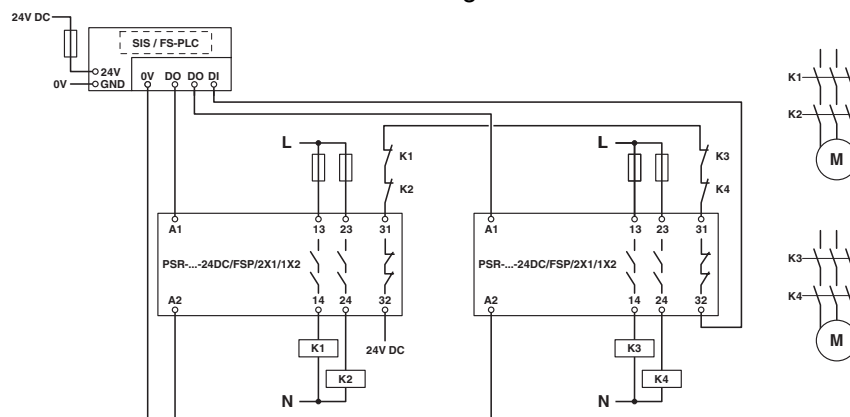 24V DC
SIS / FS-PLC
24V
0V
GND
0V DO DO DI
L
K1
K2
L
K3
K4
A1 13 23 31
PSR-...-24DC/FSP/2X1/1X2
A2 14 24 32
A1 13 23 31
PSR-...-24DC/FSP/2X1/1X2
A2 14 24 32
K1
K2
24V DC
N
K3
K4
N
K1
K2
M
K3
K4
M